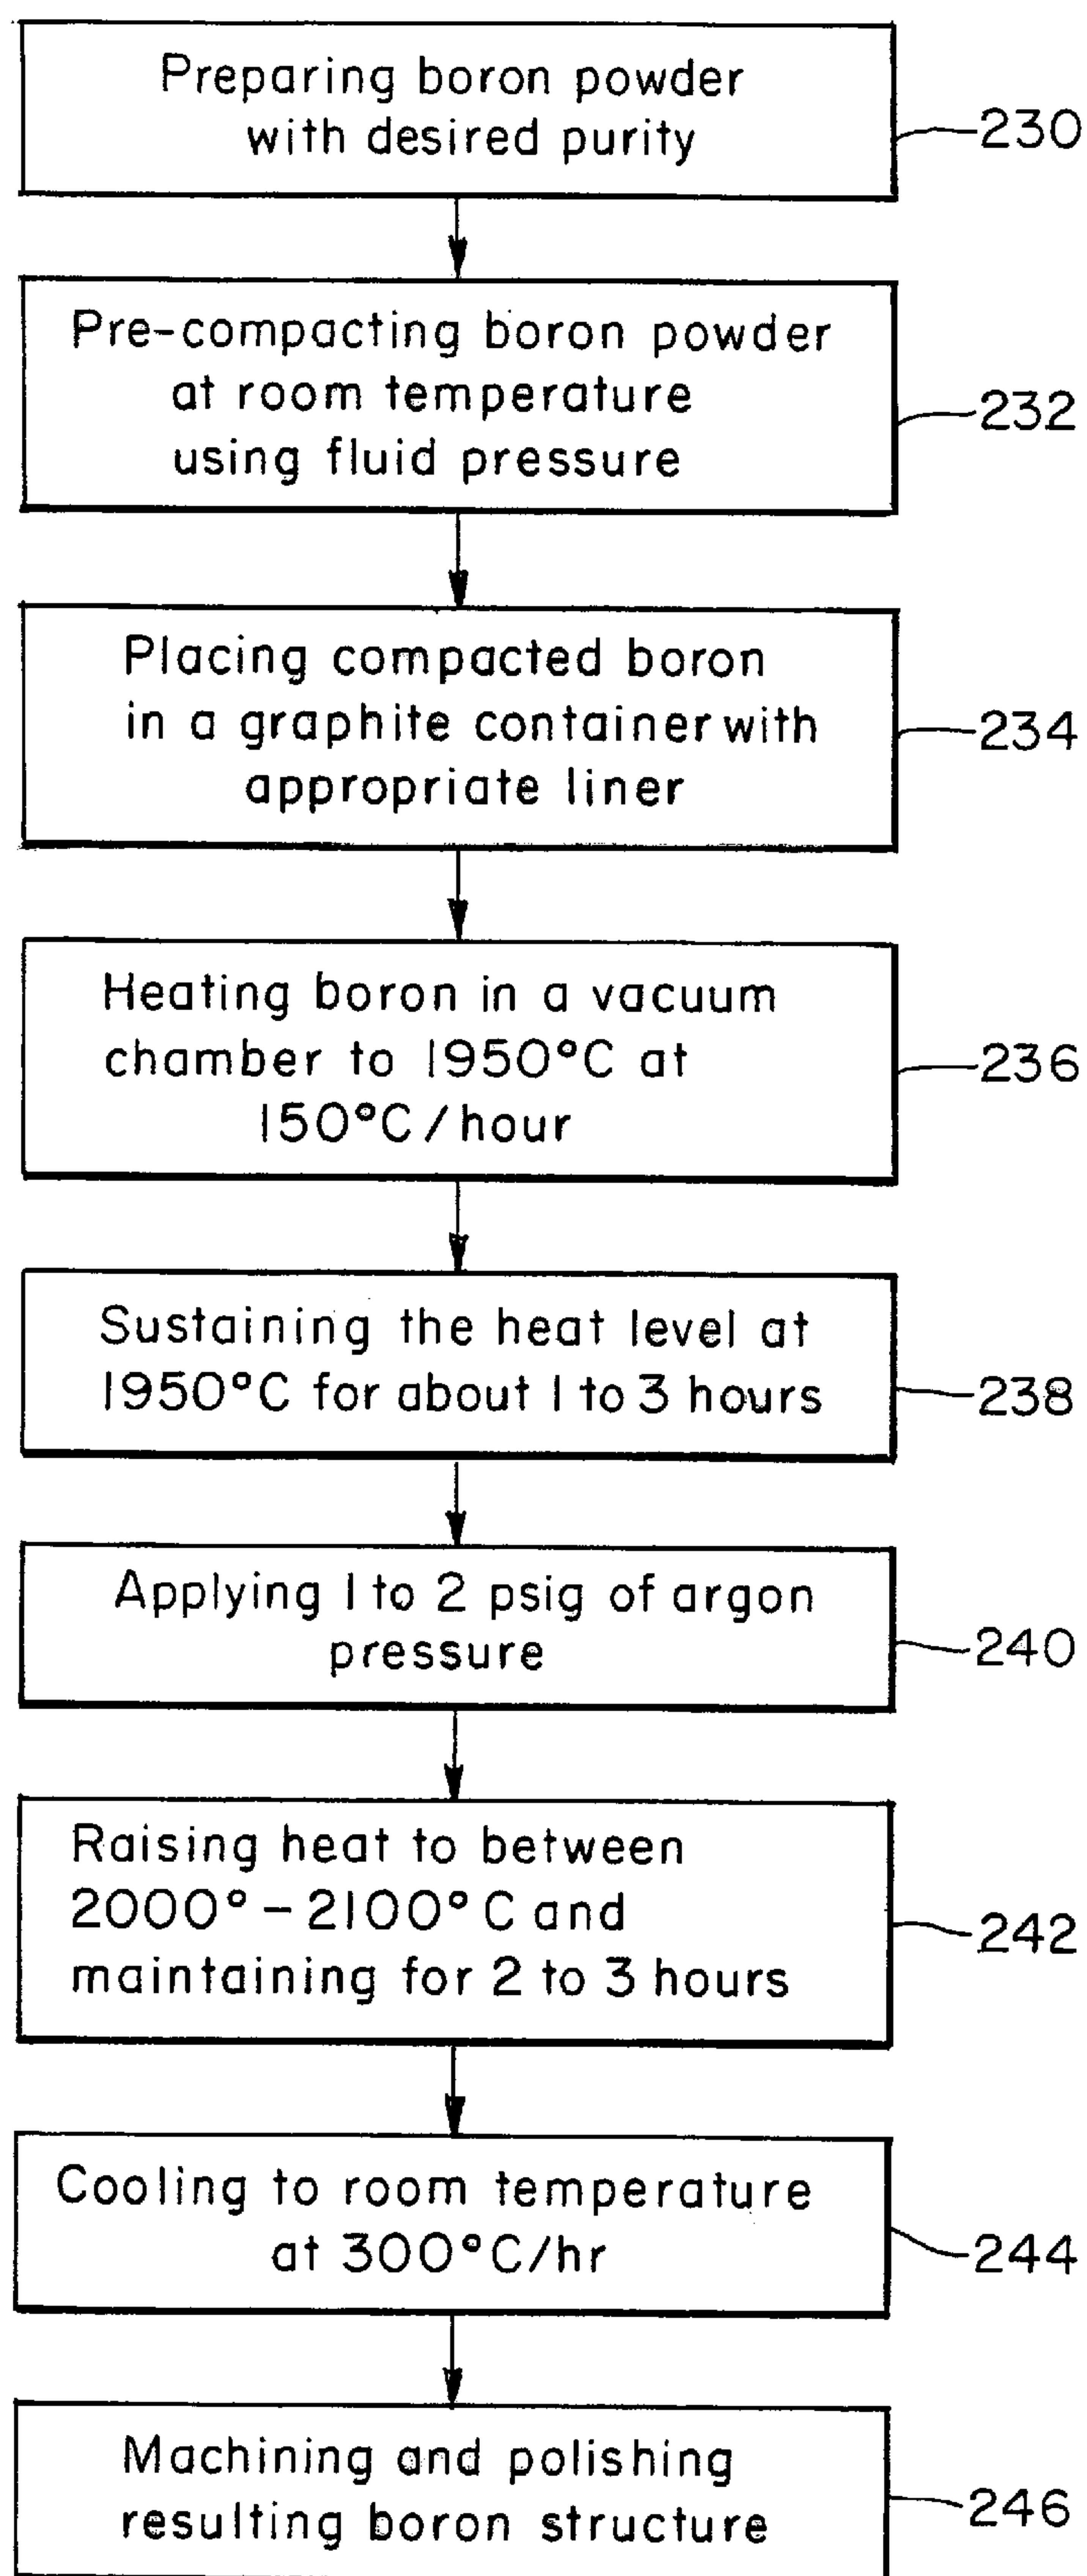 Preparing boron powder
with desired purity
230
Pre-compacting boron powder
at room temperature
using fluid pressure
232
Placing compacted boron
in a graphite container with
appropriate liner
234
Heating boron in a vacuum
chamber to 1950°C at
150°C/hour
236
Sustaining the heat level at
1950°C for about 1 to 3 hours
238
Applying 1 to 2 psig of argon
pressure
240
Raising heat to between
2000°-2100°C and
maintaining for 2 to 3 hours
242
Cooling to room temperature
at 300°C/hr
244
Machining and polishing
resulting boron structure
246